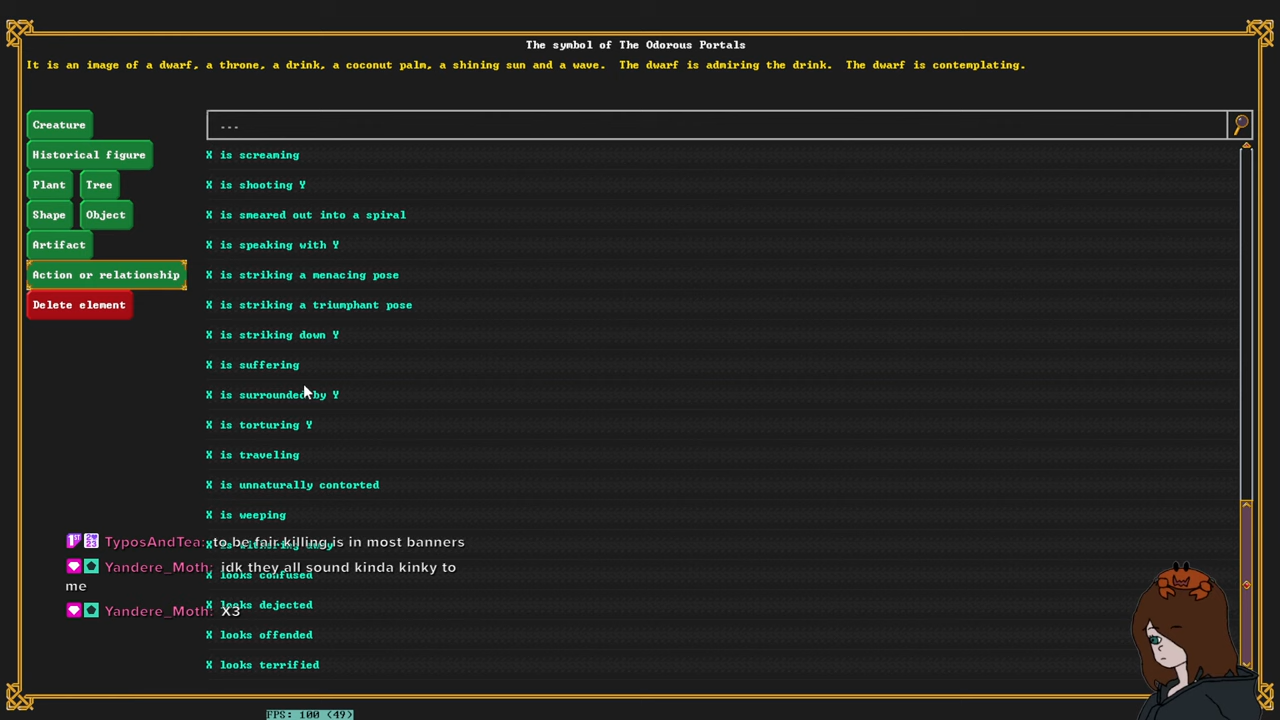 The symbol of The Odorous Portals
It is an image of a dwarf, a throne, a drink, a coconut palm, a shining sun and a wave.  The dwarf is admiring the drink.  The dwarf is contemplating.
Creature
...
Historical figure
Plant
Tree
Shape
Object
Artifact
Action or relationship
Delete element
X is screaming
X is shooting Y
X is smeared out into a spiral
X is speaking with Y
X is striking a menacing pose
X is striking a triumphant pose
X is striking down Y
X is suffering
X is surrounded by Y
X is torturing Y
X is traveling
X is unnaturally contorted
X is weeping
X is withering away
X looks confused
X looks dejected
X looks offended
X looks terrified
TyposAndTea: to be fair killing is in most banners
Yandere_Moth: idk they all sound kinda kinky to
me
Yandere_Moth: X3
FPS: 100 (49)